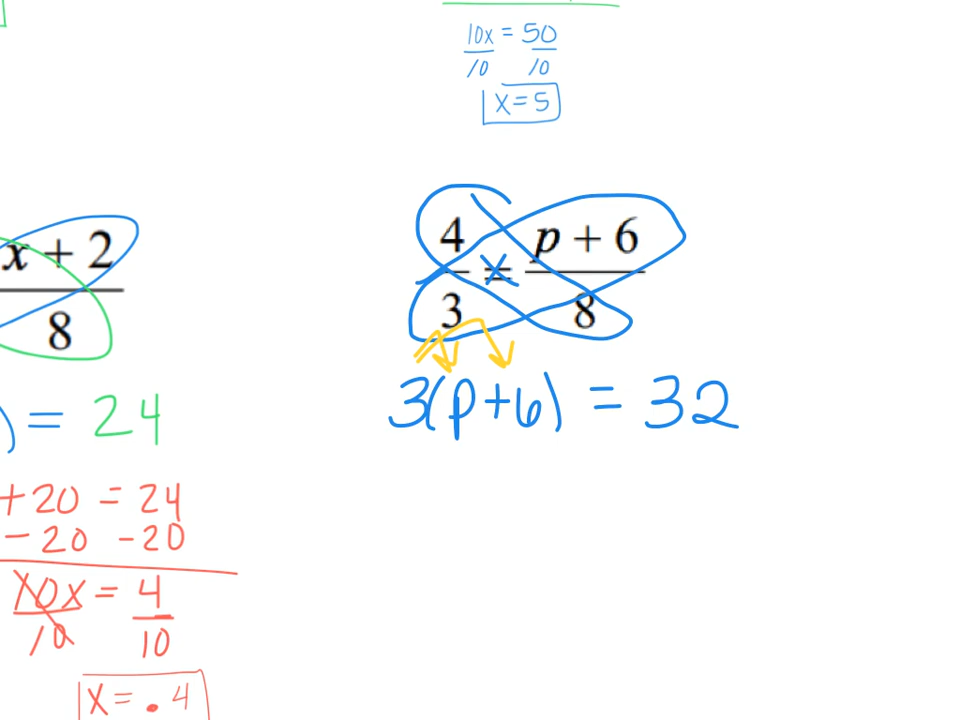 10x = 50
10 10
x = 5
x + 2
8
) = 24
+20 = 24
- 20 -20
10x = 4
10 10
x = .4
4 = p + 6
3 8
3(p+6) = 32